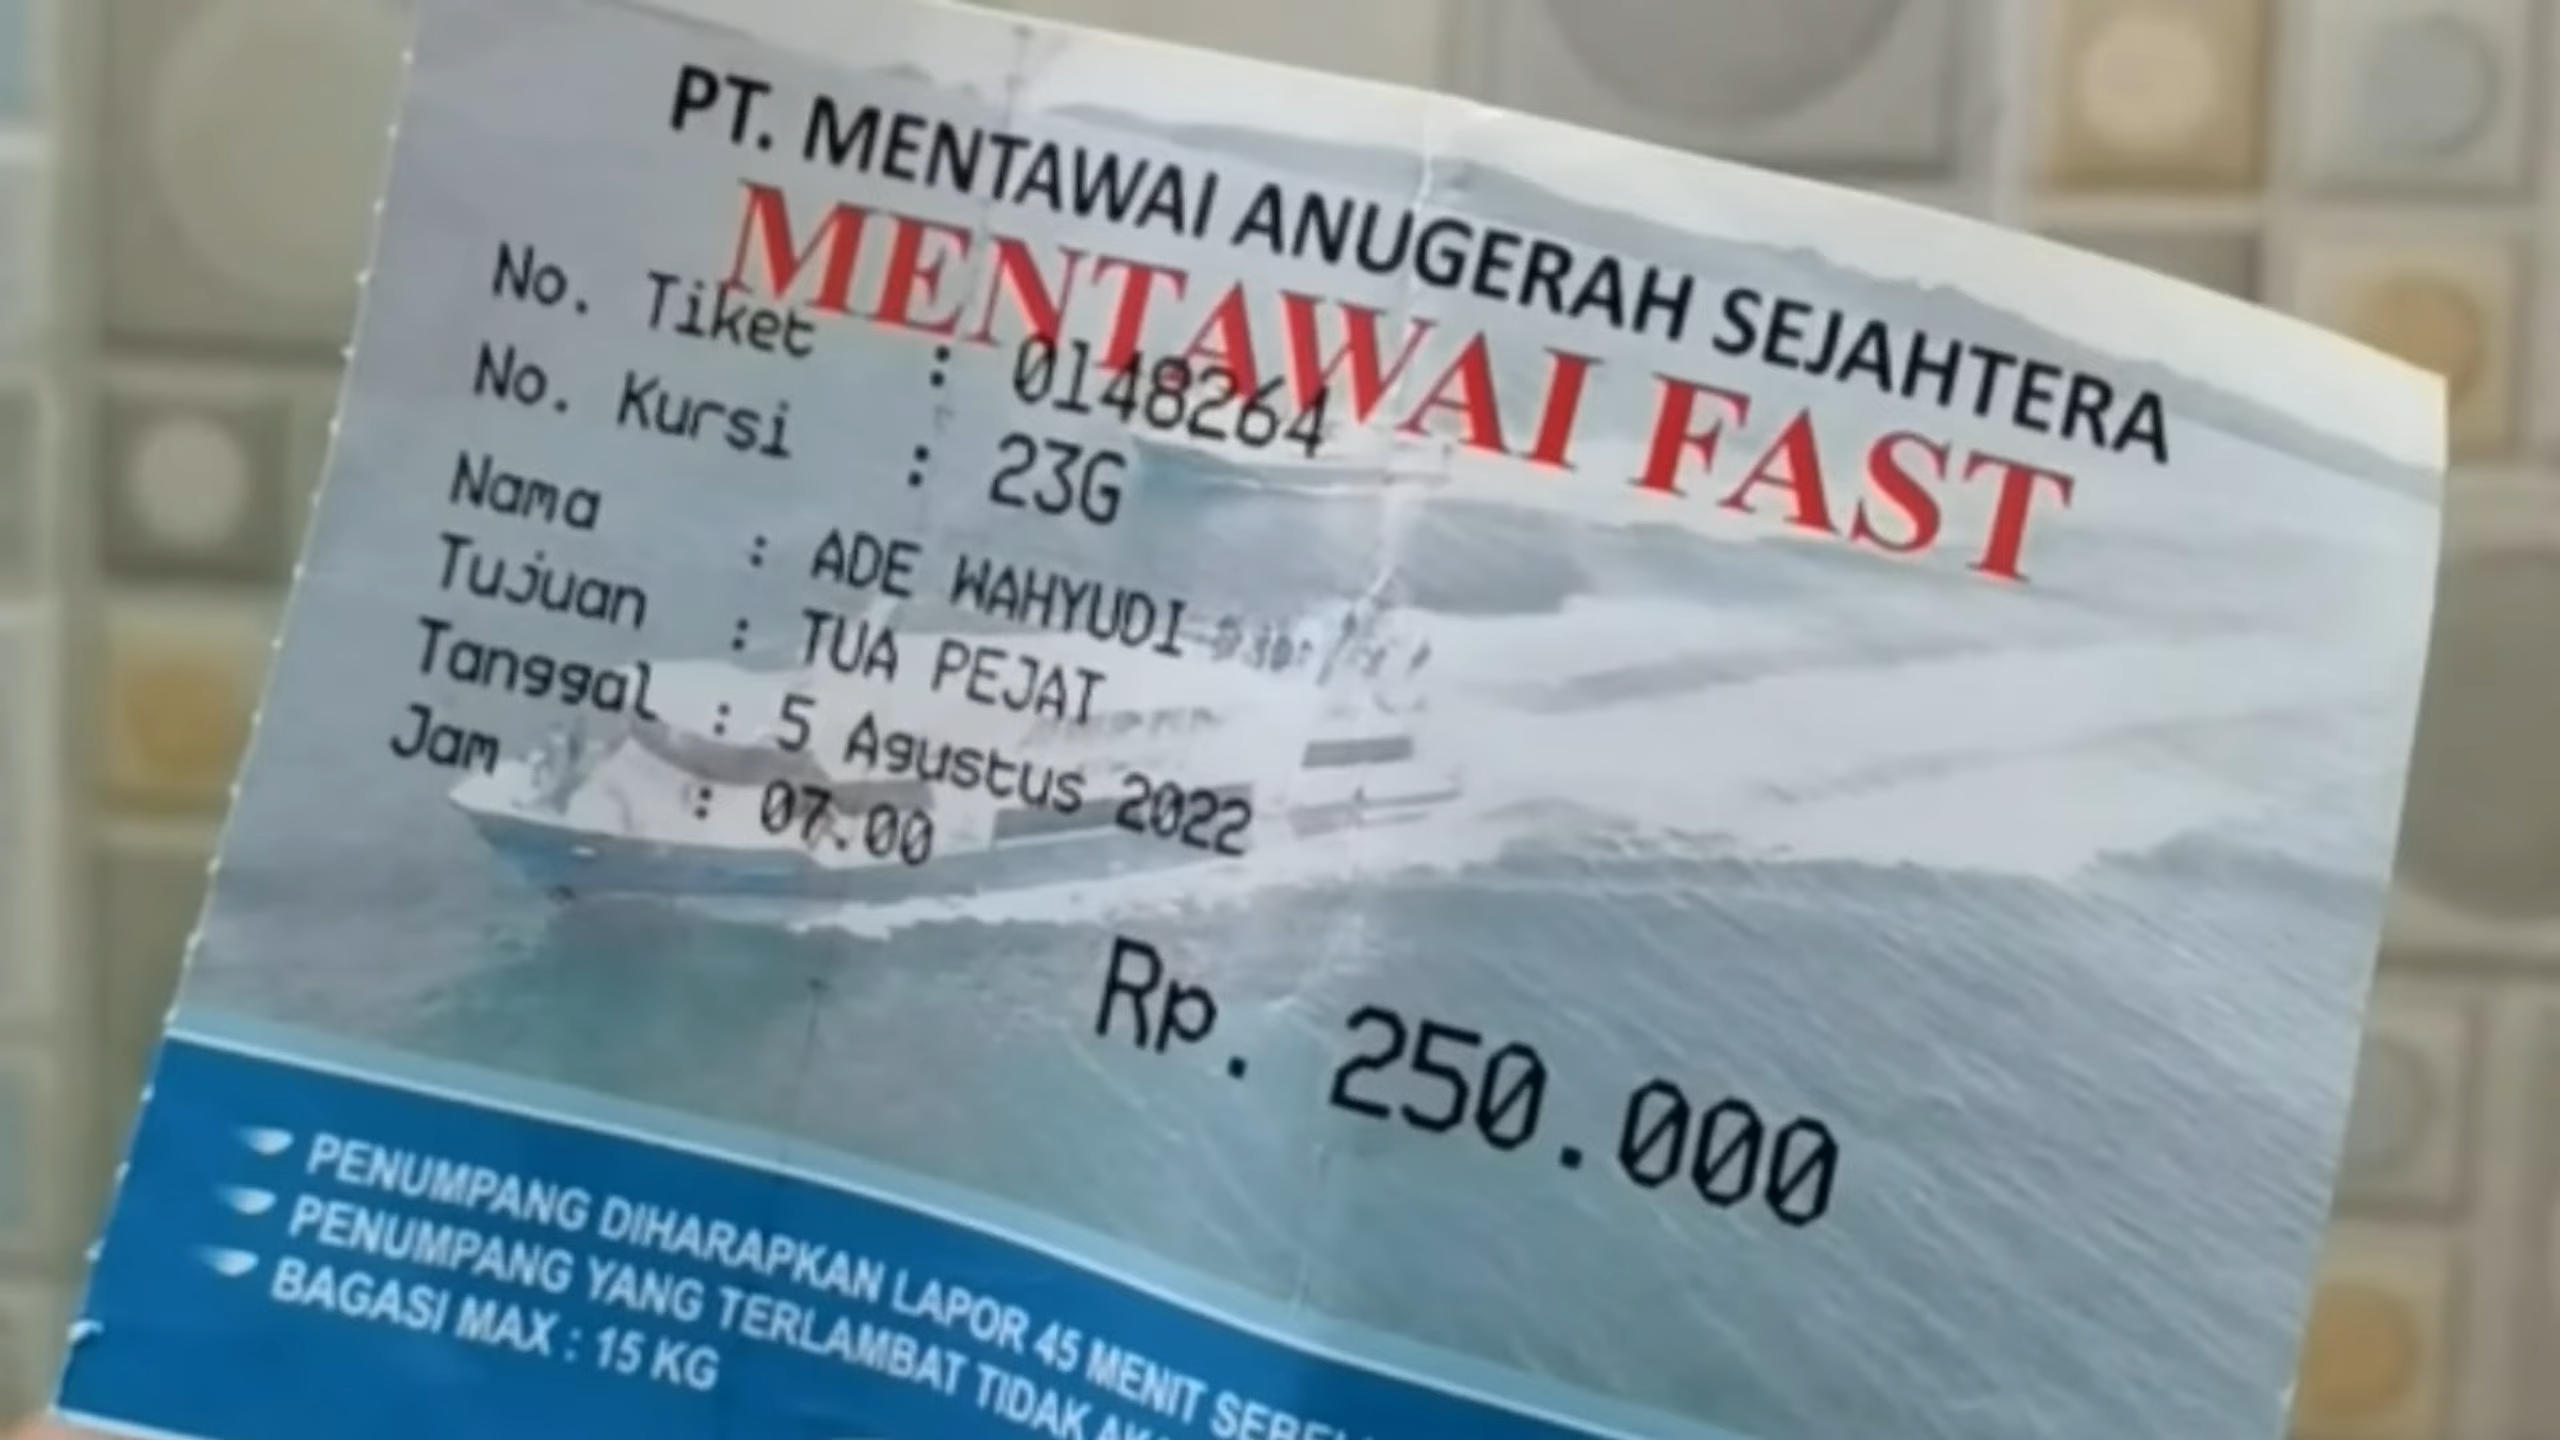 PT. MENTAWAI ANUGERAH SEJAHTERA
MENTAWAI FAST
No. Tiket : 0148264
No. Kursi : 23G
Nama : ADE WAHYUDI
Tujuan : TUA PEJAT
Tanggal : 5 Agustus 2022
Jam : 07.00
Rp. 250.000
PENUMPANG DIHARAPKAN LAPOR 45 MENIT
PENUMPANG YANG TERLAMBAT TIDAK
BAGASI MAX : 15 KG